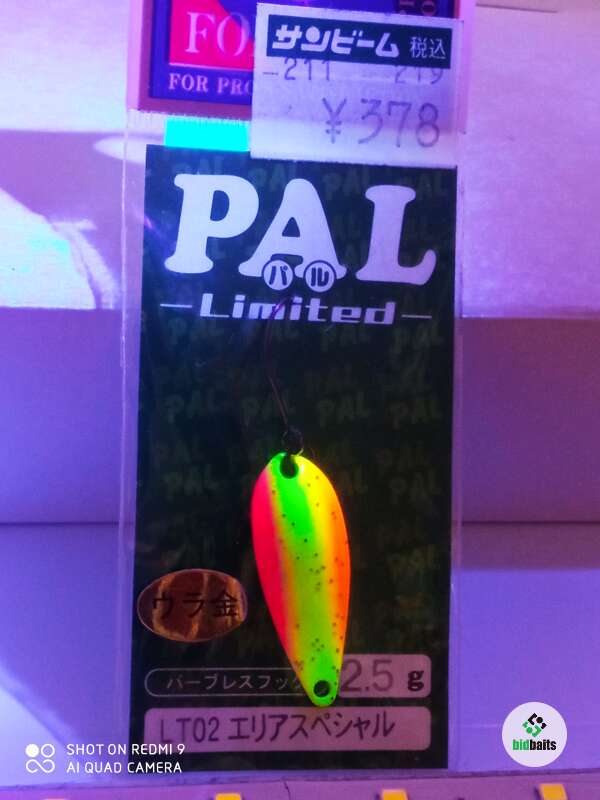 FO
FOR PRO
サンビーム 税込
-211 219
¥378
PAL
パル
Limited
ウラ金
バーブレスフック
2.5 g
LT02 エリアスペシャル
SHOT ON REDMI 9
AI QUAD CAMERA
bidbaits